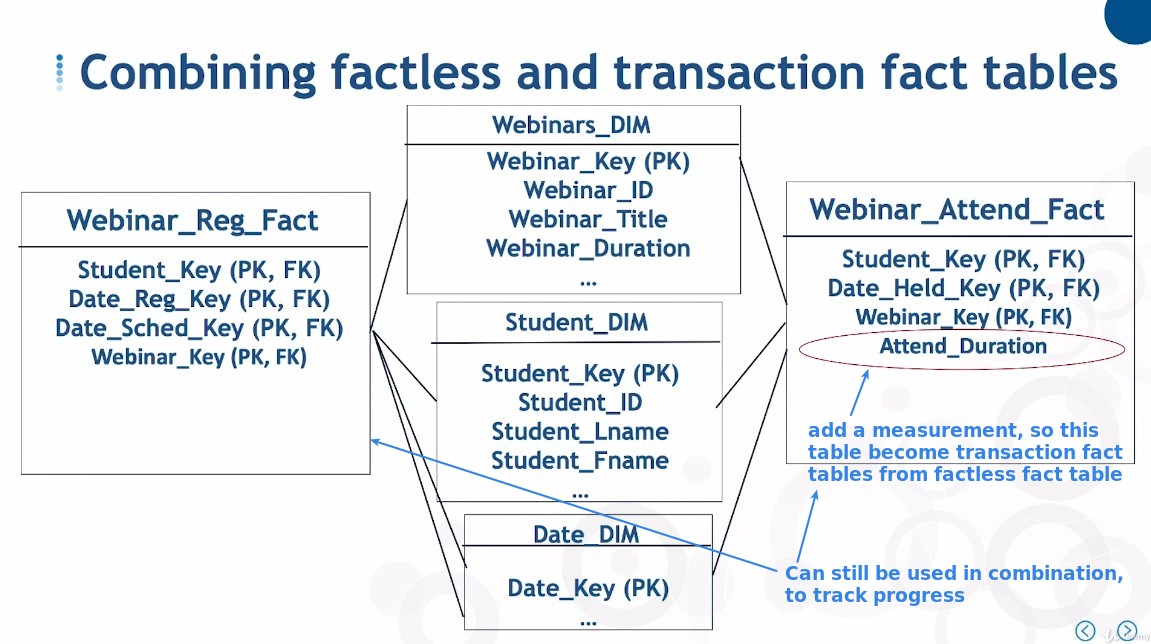 Combining factless and transaction fact tables
Webinar_Reg_Fact
Student_Key (PK, FK)
Date_Reg_Key (PK, FK)
Date_Sched_Key (PK, FK)
Webinar_Key (PK, FK)
Webinars_DIM
Webinar_Key (PK)
Webinar_ID
Webinar_Title
Webinar_Duration
...
Student_DIM
Student_Key (PK)
Student_ID
Student_Lname
Student_Fname
...
Date_DIM
Date_Key (PK)
...
Webinar_Attend_Fact
Student_Key (PK, FK)
Date_Held_Key (PK, FK)
Webinar_Key (PK, FK)
Attend_Duration
add a measurement, so this
table become transaction fact
tables from factless fact table
Can still be used in combination,
to track progress